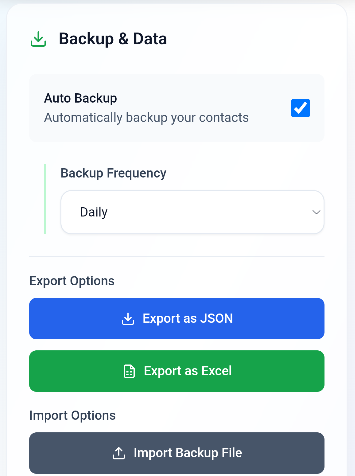 Backup & Data
Auto Backup
Automatically backup your contacts
Backup Frequency
Daily
Export Options
Export as JSON
Export as Excel
Import Options
Import Backup File